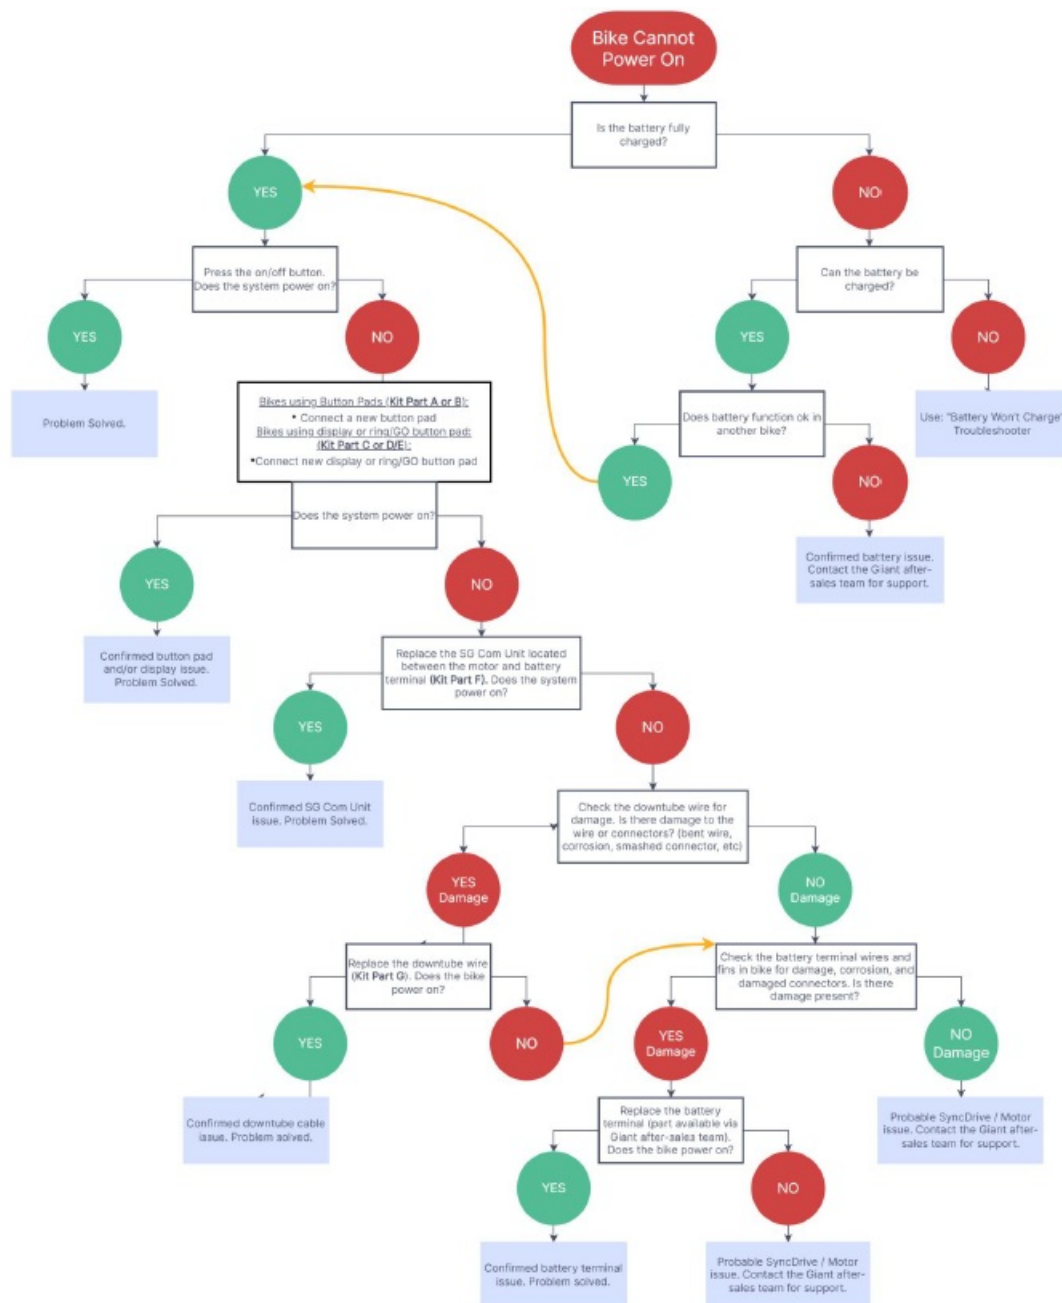 Bike Cannot
Power On
Is the battery fully
charged?
YES
NO
Press the on/off button.
Does the system power on?
Can the battery be
charged?
YES
NO
YES
NO
Problem Solved.
Bikes using Button Pads (Kit Part A or B):
• Connect a new button pad
Bikes using display or ring/GO button pad:
(Kit Part C or D/E):
•Connect new display or ring/GO button pad
Does battery function ok in
another bike?
Use: "Battery Won't Charge"
Troubleshooter
YES
NO
Does the system power on?
Confirmed battery issue.
Contact the Giant after-
sales team for support.
YES
NO
Confirmed button pad
and/or display issue.
Problem Solved.
Replace the SG Com Unit located
between the motor and battery
terminal (Kit Part F). Does the system
power on?
YES
NO
Confirmed SG Com Unit
issue. Problem Solved.
Check the downtube wire for
damage. Is there damage to the
wire or connectors? (bent wire,
corrosion, smashed connector, etc)
YES
Damage
NO
Damage
Replace the downtube wire
(Kit Part G). Does the bike
power on?
Check the battery terminal wires and
fins in bike for damage, corrosion, and
damaged connectors. Is there
damage present?
YES
NO
YES
Damage
NO
Damage
Confirmed downtube cable
issue. Problem solved.
Replace the battery
terminal (part available via
Giant after-sales team).
Does the bike power on?
Probable SyncDrive / Motor
issue. Contact the Giant after-
sales team for support.
YES
NO
Confirmed battery terminal
issue. Problem solved.
Probable SyncDrive / Motor
issue. Contact the Giant after-
sales team for support.